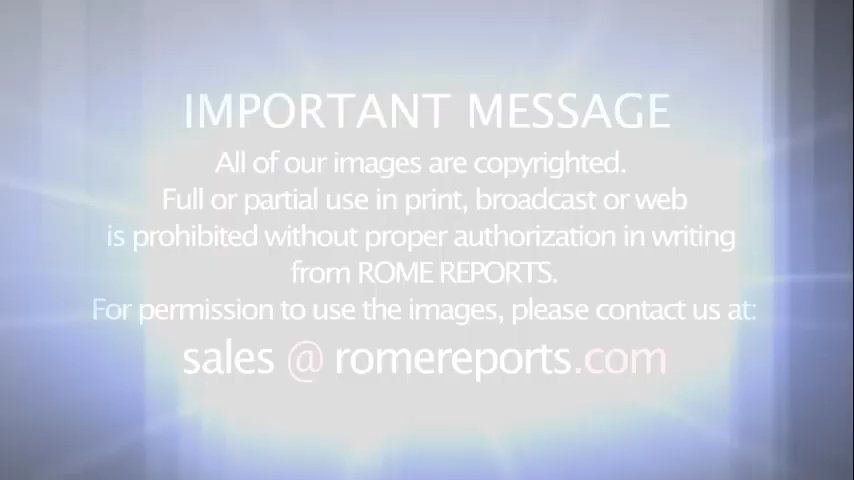 IMPORTANT MESSAGE
All of our images are copyrighted.
Full or partial use in print, broadcast or web
is prohibited without proper authorization in writing
from ROME REPORTS.
For permission to use the images, please contact us at:
sales @ romereports.com